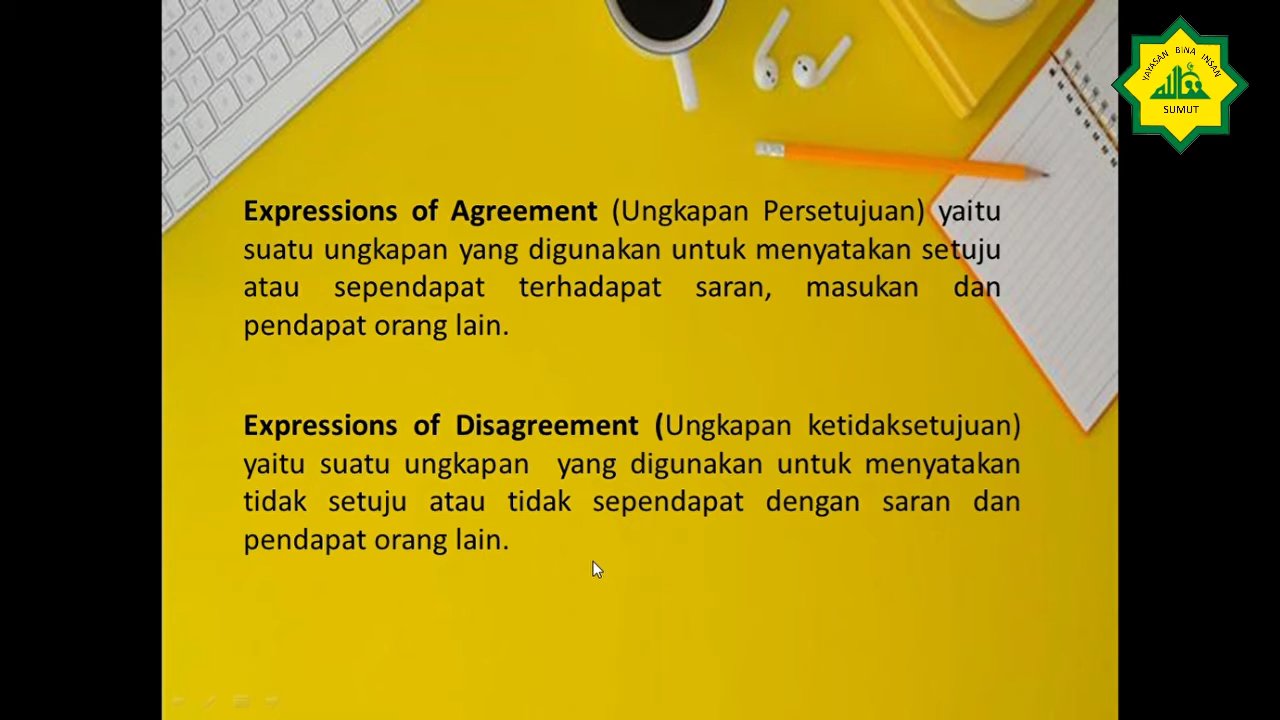 YAYASAN BINA INSAN
SUMUT
Expressions of Agreement (Ungkapan Persetujuan) yaitu
suatu ungkapan yang digunakan untuk menyatakan setuju
atau sependapat terhadapat saran, masukan dan
pendapat orang lain.
Expressions of Disagreement (Ungkapan ketidaksetujuan)
yaitu suatu ungkapan yang digunakan untuk menyatakan
tidak setuju atau tidak sependapat dengan saran dan
pendapat orang lain.